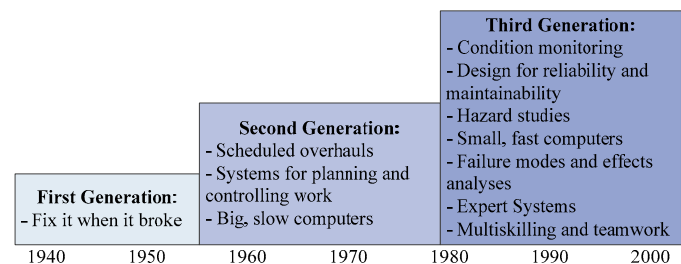 First Generation:
- Fix it when it broke
Second Generation:
- Scheduled overhauls
- Systems for planning and
controlling work
- Big, slow computers
Third Generation:
- Condition monitoring
- Design for reliability and
maintainability
- Hazard studies
- Small, fast computers
- Failure modes and effects
analyses
- Expert Systems
- Multiskilling and teamwork
1940 1950 1960 1970 1980 1990 2000